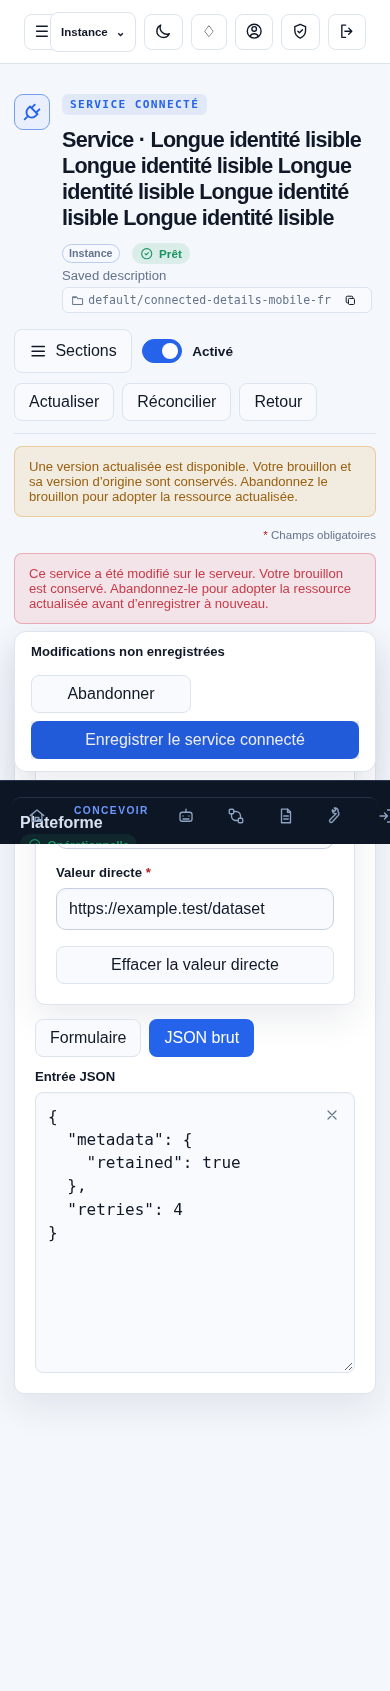 Instance
SERVICE CONNECTÉ
Service · Longue identité lisible
Longue identité lisible Longue
identité lisible Longue identité
lisible Longue identité lisible
Instance
Prêt
Saved description
default/connected-details-mobile-fr
Sections
Activé
Actualiser
Réconcilier
Retour
Une version actualisée est disponible. Votre brouillon et
sa version d’origine sont conservés. Abandonnez le
brouillon pour adopter la ressource actualisée.
* Champs obligatoires
Ce service a été modifié sur le serveur. Votre brouillon
est conservé. Abandonnez-le pour adopter la ressource
actualisée avant d’enregistrer à nouveau.
Modifications non enregistrées
Abandonner
Enregistrer le service connecté
CONCEVOIR
Plateforme
Opérationnelle
Valeur directe *
https://example.test/dataset
Effacer la valeur directe
Formulaire
JSON brut
Entrée JSON
{
  "metadata": {
    "retained": true
  },
  "retries": 4
}